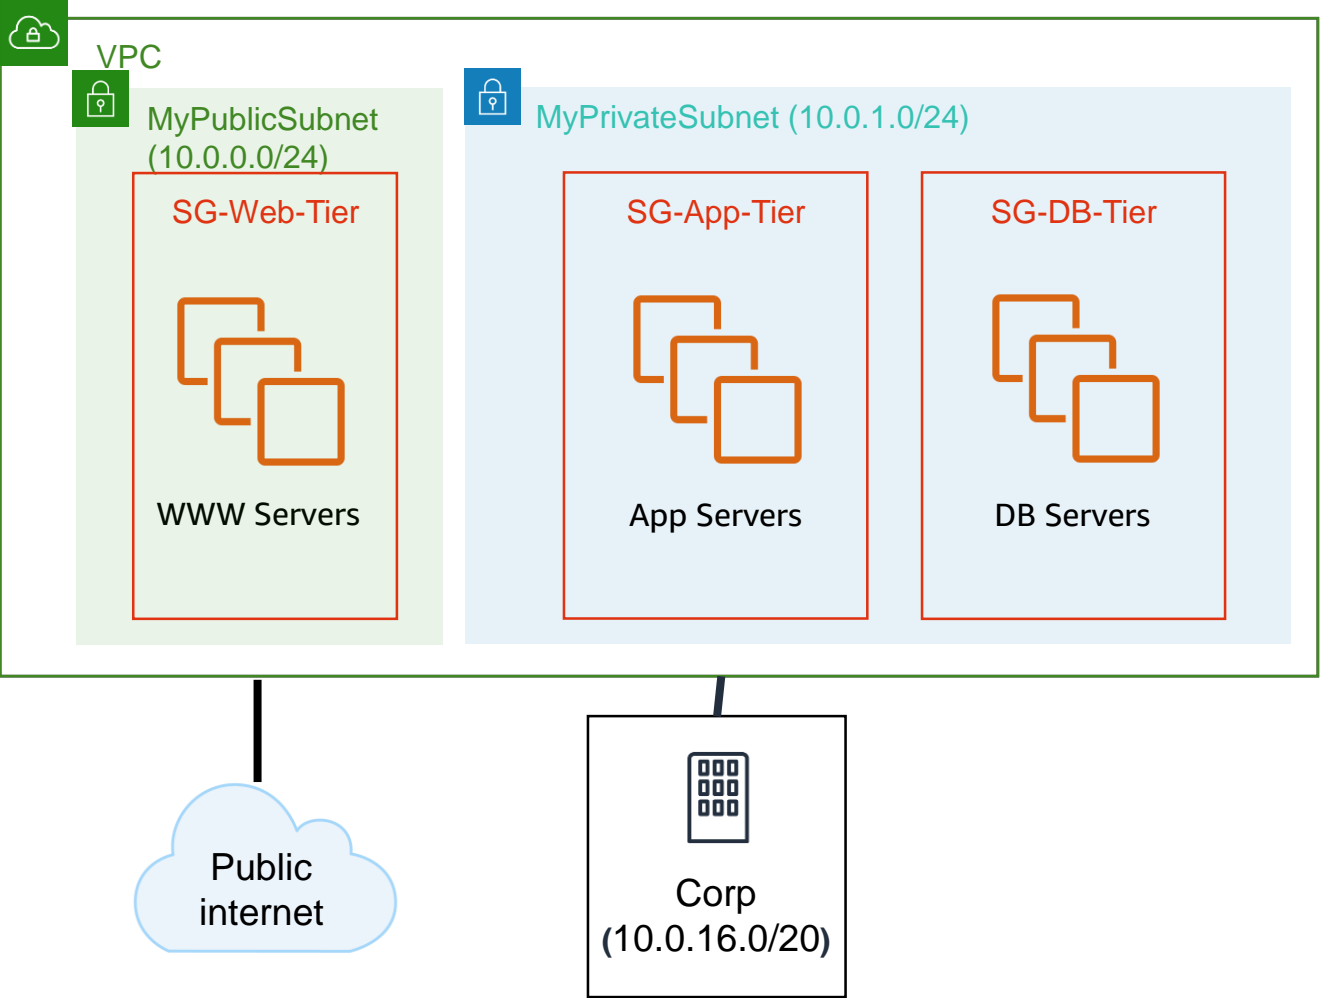 VPC
MyPublicSubnet
(10.0.0.0/24)
MyPrivateSubnet (10.0.1.0/24)
SG-Web-Tier
SG-App-Tier
SG-DB-Tier
WWW Servers
App Servers
DB Servers
Public
internet
Corp
(10.0.16.0/20)